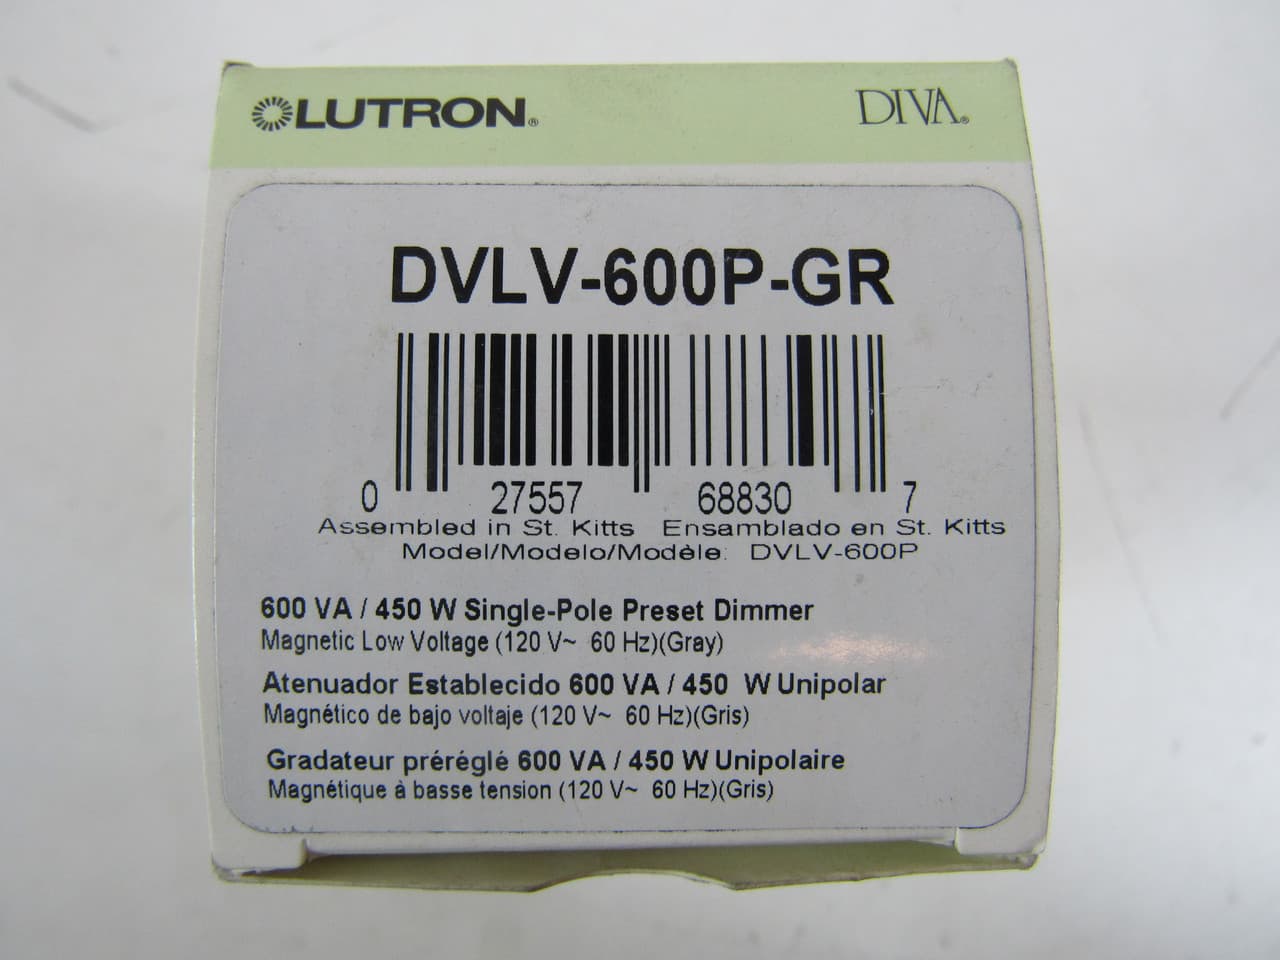 LUTRON® DIVA®
DVLV-600P-GR
0 27557 68830 7
Assembled in St. Kitts Ensamblado en St. Kitts
Model/Modelo/Modèle: DVLV-600P
600 VA / 450 W Single-Pole Preset Dimmer
Magnetic Low Voltage (120 V~ 60 Hz)(Gray)
Atenuador Establecido 600 VA / 450 W Unipolar
Magnético de bajo voltaje (120 V~ 60 Hz)(Gris)
Gradateur préréglé 600 VA / 450 W Unipolaire
Magnétique à basse tension (120 V~ 60 Hz)(Gris)